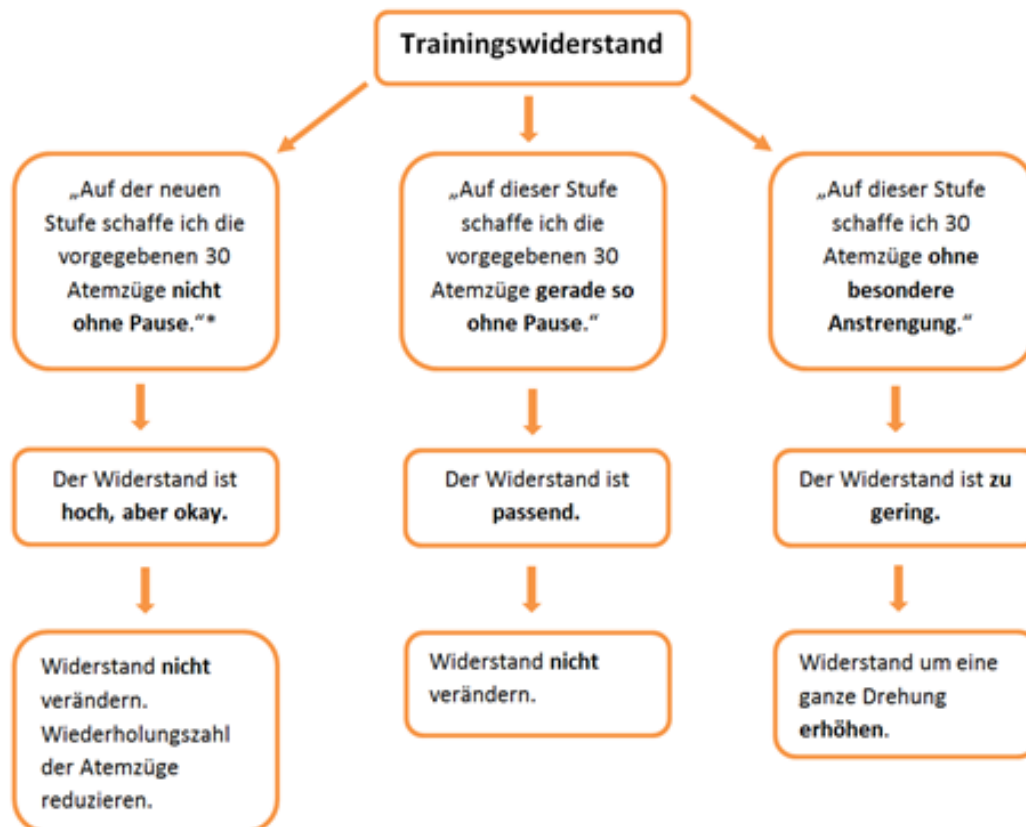 Trainingswiderstand
„Auf der neuen
Stufe schaffe ich die
vorgegebenen 30
Atemzüge nicht
ohne Pause.“*
„Auf dieser Stufe
schaffe ich die
vorgegebenen 30
Atemzüge gerade so
ohne Pause.“
„Auf dieser Stufe
schaffe ich 30
Atemzüge ohne
besondere
Anstrengung.“
Der Widerstand ist
hoch, aber okay.
Der Widerstand ist
passend.
Der Widerstand ist zu
gering.
Widerstand nicht
verändern.
Wiederholungszahl
der Atemzüge
reduzieren.
Widerstand nicht
verändern.
Widerstand um eine
ganze Drehung
erhöhen.